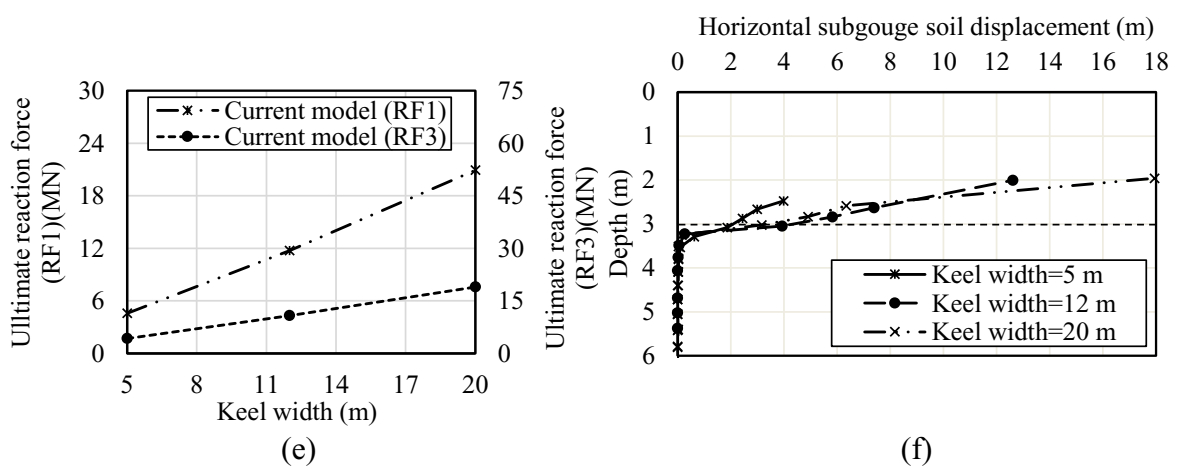 Ulltimate reaction force
(RF1)(MN)
30
24
18
12
6
0
Current model (RF1)
Current model (RF3)
75
60
45
30
15
0
Ultimate reaction force
(RF3)(MN)
5 8 11 14 17 20
Keel width (m)
(e)
Horizontal subgouge soil displacement (m)
0 2 4 6 8 10 12 14 16 18
Depth (m)
0
1
2
3
4
5
6
Keel width=5 m
Keel width=12 m
Keel width=20 m
(f)